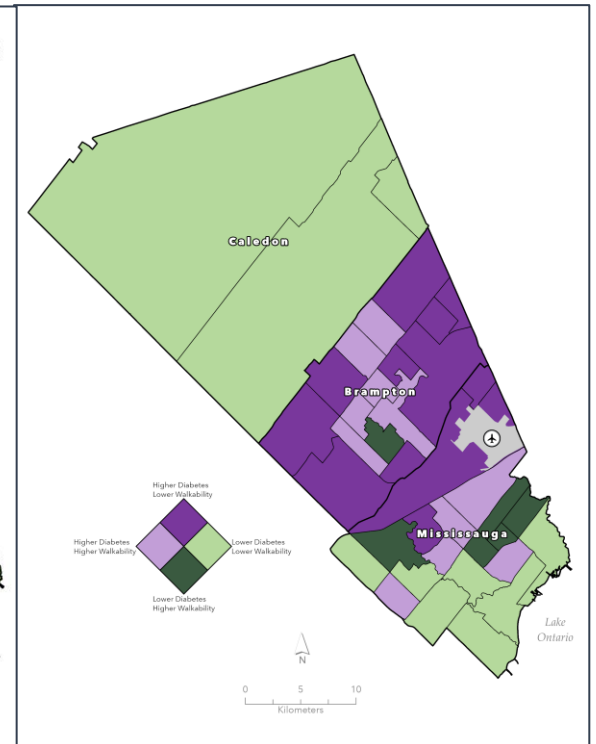 Caledon
Brampton
Mississauga
Higher Diabetes
Lower Walkability
Higher Diabetes
Higher Walkability
Lower Diabetes
Lower Walkability
Lower Diabetes
Higher Walkability
Lake
Ontario
N
0 5 10
Kilometers